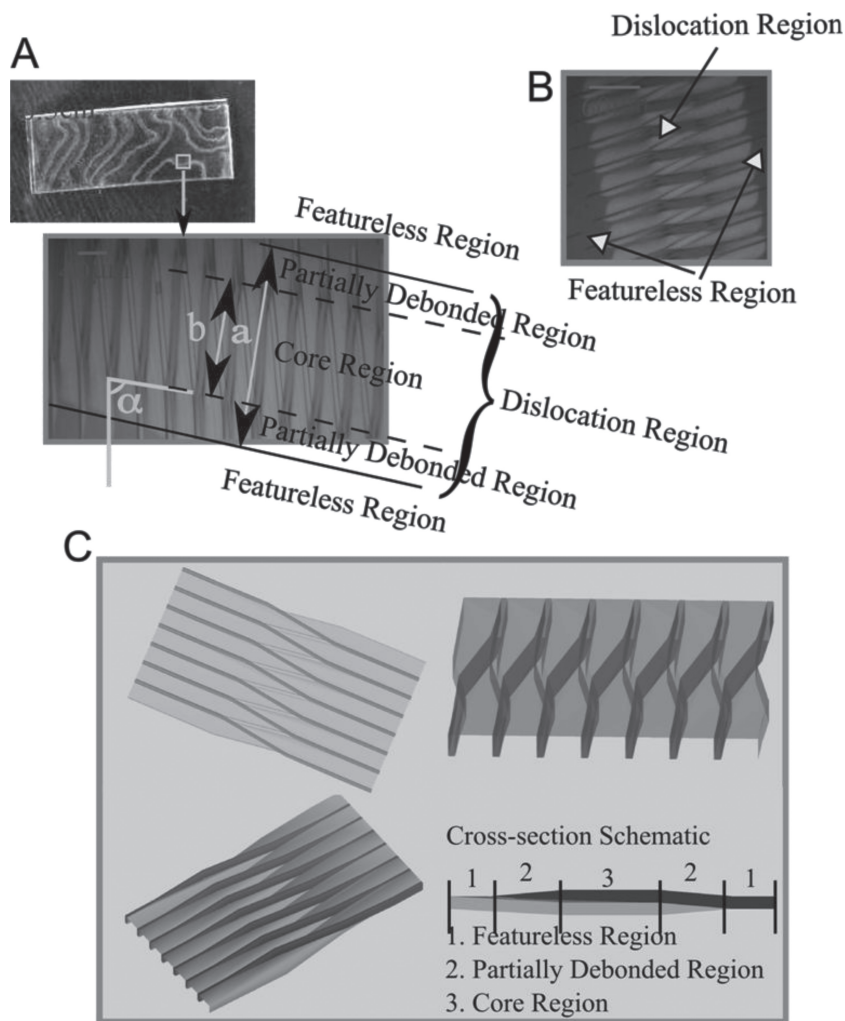 A
Dislocation Region
B
Featureless Region
Featureless Region
Partially Debonded Region
b
a
Core Region
α
Dislocation Region
Partially Debonded Region
Featureless Region
C
Cross-section Schematic
1 2 3 2 1
1. Featureless Region
2. Partially Debonded Region
3. Core Region